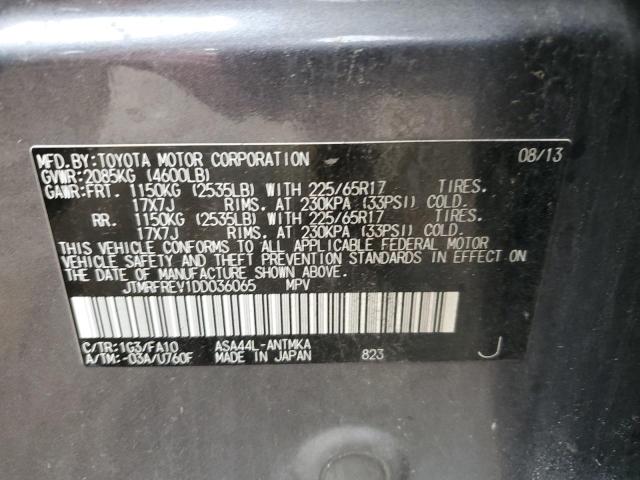 MFD.BY:TOYOTA MOTOR CORPORATION 08/13
GVWR:2085KG (4600LB)
GAWR:FRT. 1150KG (2535LB) WITH 225/65R17 TIRES.
17X7J RIMS. AT 230KPA (33PSI) COLD.
RR. 1150KG (2535LB) WITH 225/65R17 TIRES.
17X7J RIMS. AT 230KPA (33PSI) COLD.
THIS VEHICLE CONFORMS TO ALL APPLICABLE FEDERAL MOTOR
VEHICLE SAFETY AND THEFT PREVENTION STANDARDS IN EFFECT ON
THE DATE OF MANUFACTURE SHOWN ABOVE.
JTMRFREV1DD036065 MPV
C/TR:1G3/FA10 ASA44L-ANTMKA
A/TM:-03A/U760F MADE IN JAPAN 823 J